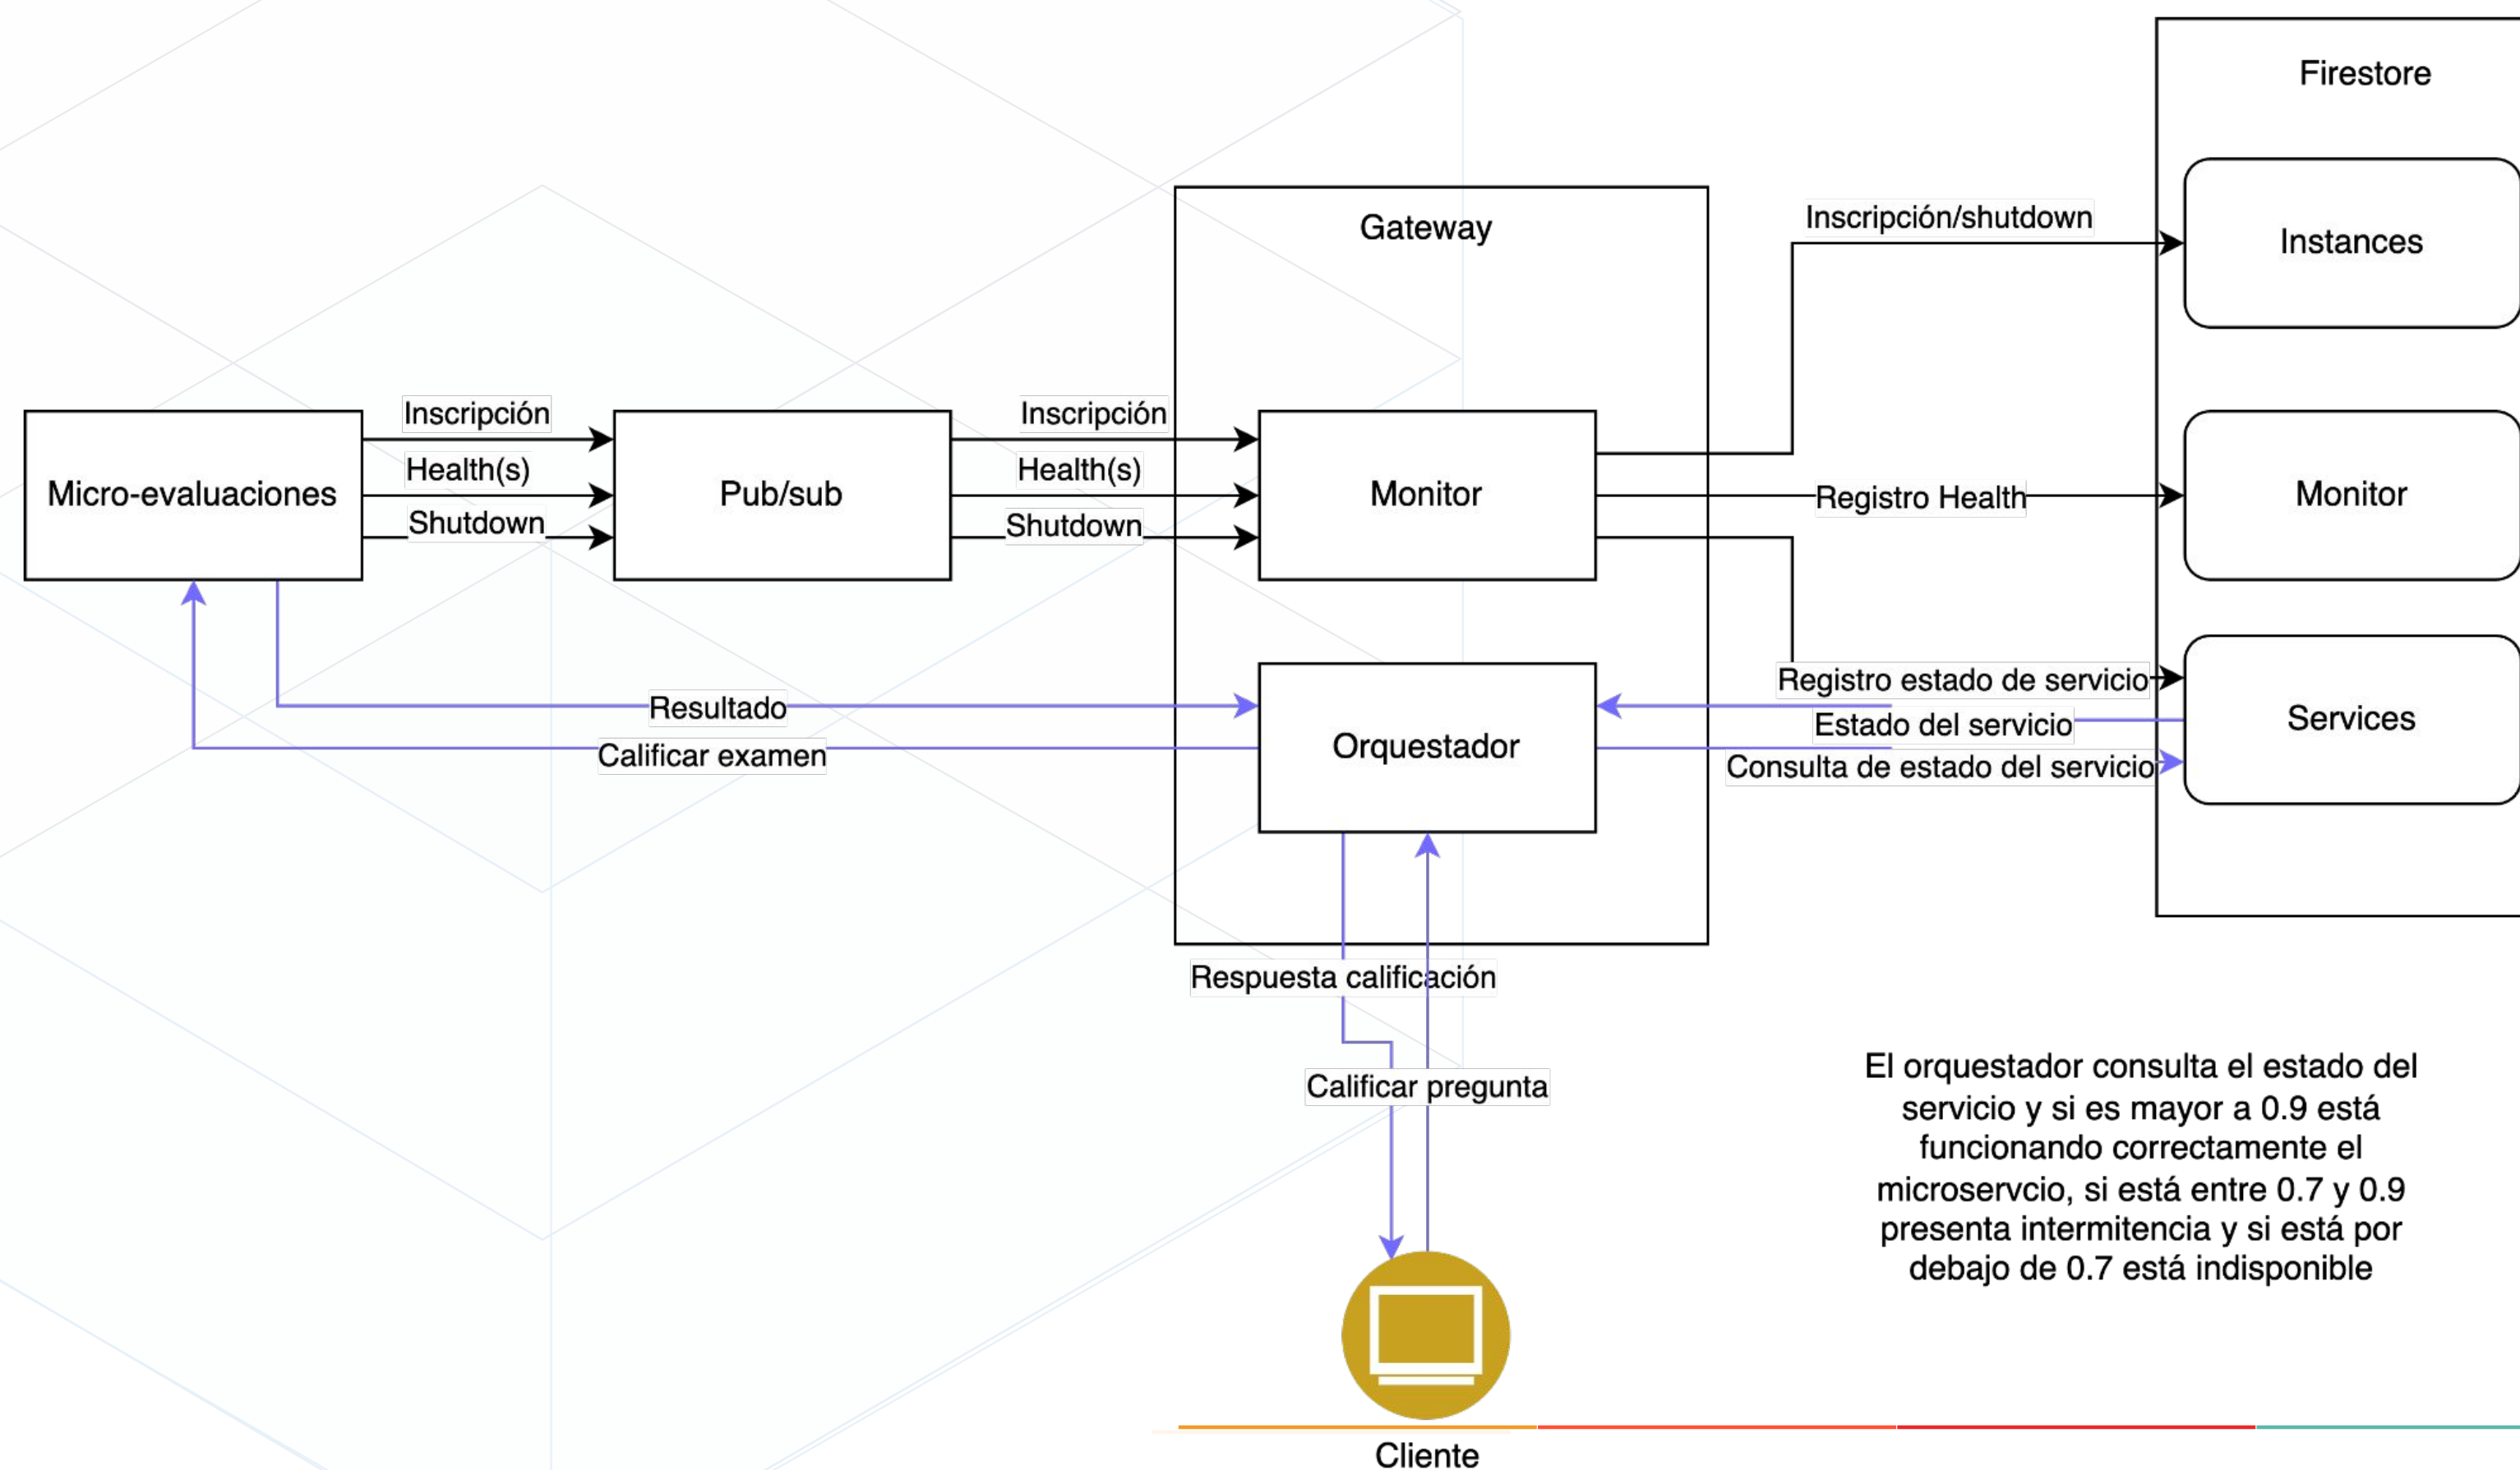 Firestore
Gateway
Inscripción/shutdown
Instances
Inscripción
Inscripción
Health(s)
Health(s)
Micro-evaluaciones
Pub/sub
Monitor
Registro Health
Monitor
Shutdown
Shutdown
Registro estado de servicio
Resultado
Estado del servicio
Services
Orquestador
Calificar examen
Consulta de estado del servicio
Respuesta calificación
Calificar pregunta
El orquestador consulta el estado del
servicio y si es mayor a 0.9 está
funcionando correctamente el
microservcio, si está entre 0.7 y 0.9
presenta intermitencia y si está por
debajo de 0.7 está indisponible
Cliente